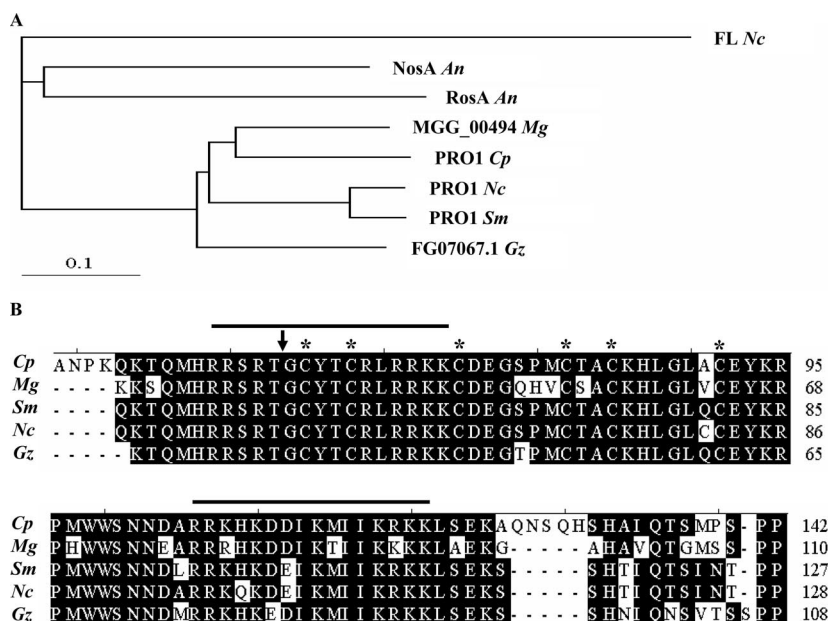 A
FL Nc
NosA An
RosA An
MGG_00494 Mg
PRO1 Cp
PRO1 Nc
PRO1 Sm
FG07067.1 Gz
0.1
B
* * * * * *
Cp ANPKQKTQMHRRSRTGCYTCRLRRKKCDEGSPMCTACKHLGLACEYKR 95
Mg ----KKSQMHRRSRTGCYTCRLRRKKCDEGQHVCSACKHLGLVCEYKR 68
Sm ----QKTQMHRRSRTGCYTCRLRRKKCDEGSPMCTACKHLGLQCEYKR 85
Nc ----QKTQMHRRSRTGCYTCRLRRKKCDEGSPMCTACKHLGLCCEYKR 86
Gz -----KTQMHRRSRTGCYTCRLRRKKCDEGTPMCTACKHLGLQCEYKR 65
Cp PMWWSNNDARRKHKDDIKMIIKRKKLSEKAQNSQHSHAIQTSMPS-PP 142
Mg PHWWSNNEARRRHKDDIKTIIKKKKLAEKG-----AHAVQTGMSS-PP 110
Sm PMWWSNNDLRRKHKDEIKMIIKRKKLSEKS-----SHTIQTSINT-PP 127
Nc PMWWSNNDARRKQKDEIKMIIKRKKLSEKS-----SHTIQTSINT-PP 128
Gz PMWWSNNDMRRKHKEDIKMIIKRKKLSEKS-----SHNIQNSVTSSPP 108